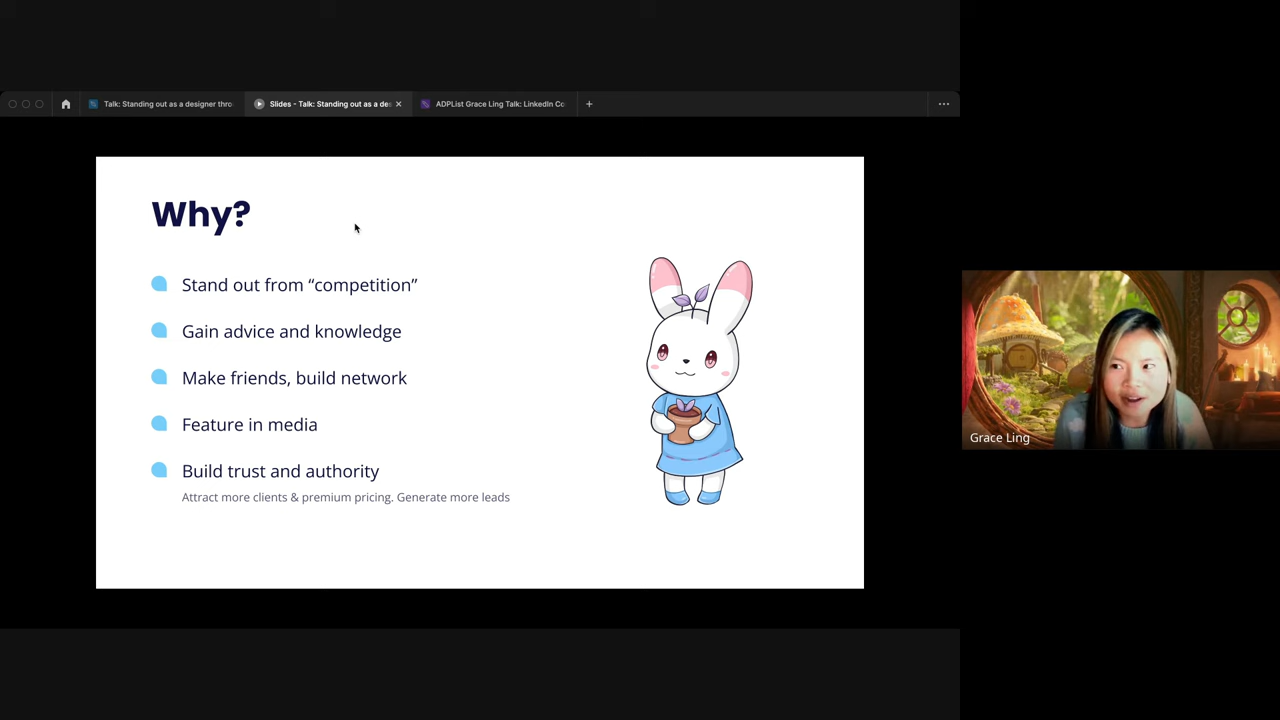 Talk: Standing out as a designer thro
Slides - Talk: Standing out as a des
ADPList Grace Ling Talk: LinkedIn Co
Why?
Stand out from “competition”
Gain advice and knowledge
Make friends, build network
Feature in media
Build trust and authority
Attract more clients & premium pricing. Generate more leads
Grace Ling